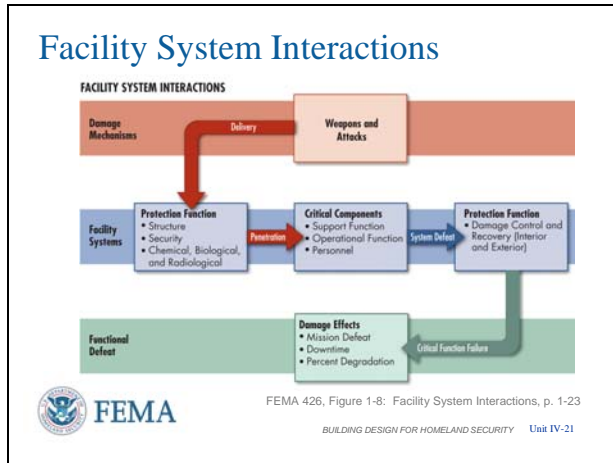 Facility System Interactions
FACILITY SYSTEM INTERACTIONS
Damage
Mechanisms
Delivery
Weapons and
Attacks
Facility
Systems
Protection Function
• Structure
• Security
• Chemical, Biological,
and Radiological
Penetration
Critical Components
• Support Function
• Operational Function
• Personnel
System Defeat
Protection Function
• Damage Control and
Recovery (Interior
and Exterior)
Functional
Defeat
Damage Effects
• Mission Defeat
• Downtime
• Percent Degradation
Critical Function Failure
FEMA
FEMA 426, Figure 1-8: Facility System Interactions, p. 1-23
BUILDING DESIGN FOR HOMELAND SECURITY Unit IV-21